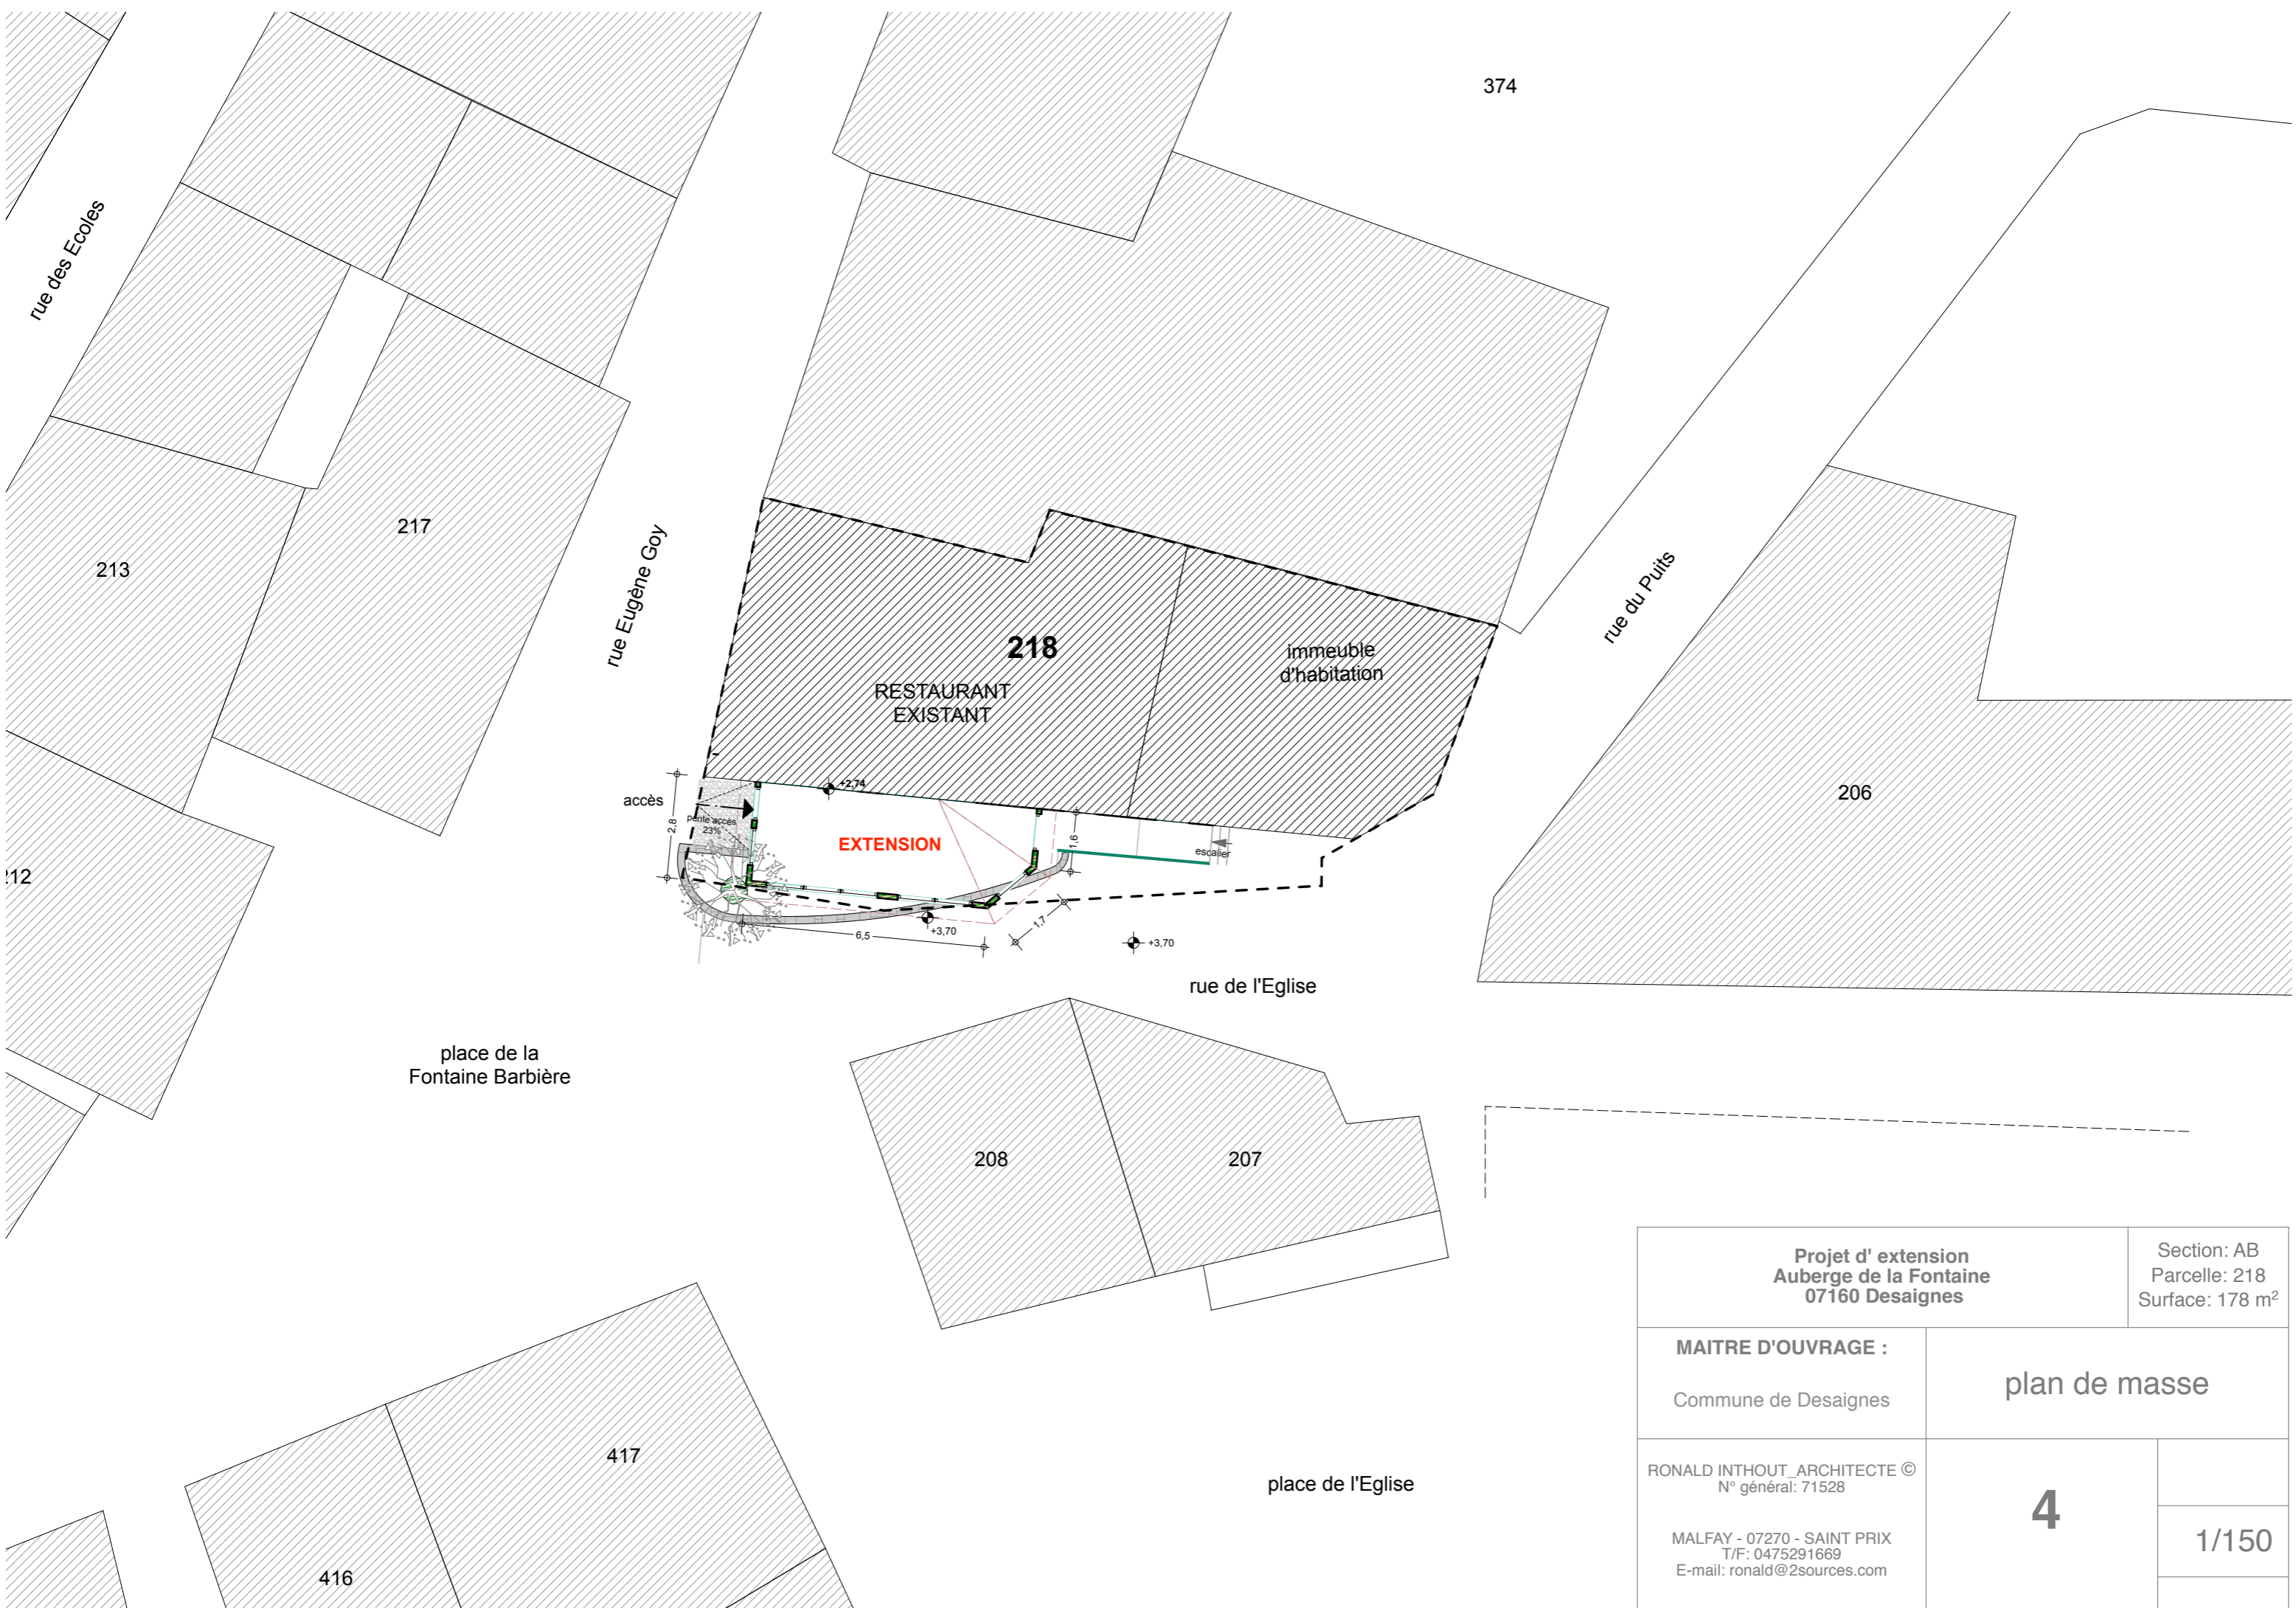 374
rue des Ecoles
217
213
rue Eugène Goy
rue du Puits
218
immeuble
d'habitation
RESTAURANT
EXISTANT
+2,74
accès
pente accès
23%
2,8
EXTENSION
1,6
escalier
206
212
6,5
+3,70
1,7
+3,70
rue de l'Eglise
place de la
Fontaine Barbière
208
207
417
416
place de l'Eglise
Projet d' extension
Auberge de la Fontaine
07160 Desaignes
Section: AB
Parcelle: 218
Surface: 178 m²
MAITRE D'OUVRAGE :
Commune de Desaignes
plan de masse
RONALD INTHOUT_ARCHITECTE ©
N° général: 71528
MALFAY - 07270 - SAINT PRIX
T/F: 0475291669
E-mail: ronald@2sources.com
4
1/150